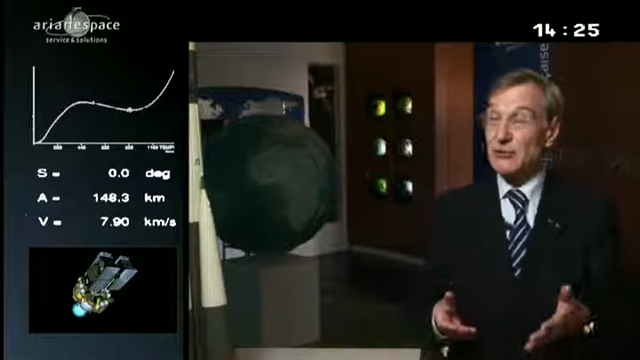 arianespace
service & solutions
14:25
S = 0.0 deg
A = 148.3 km
V = 7.90 km/s